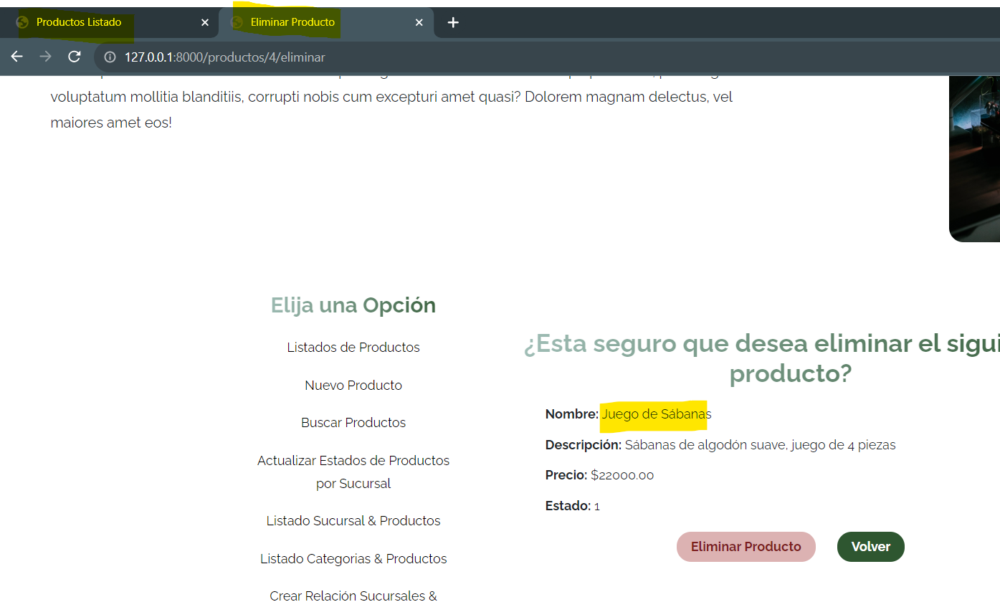 Productos Listado
Eliminar Producto
127.0.0.1:8000/productos/4/eliminar
voluptatum mollitia blanditiis, corrupti nobis cum excepturi amet quasi? Dolorem magnam delectus, vel
maiores amet eos!
Elija una Opción
Listados de Productos
Nuevo Producto
Buscar Productos
Actualizar Estados de Productos
por Sucursal
Listado Sucursal & Productos
Listado Categorias & Productos
Crear Relación Sucursales &
¿Esta seguro que desea eliminar el sigui
producto?
Nombre: Juego de Sábanas
Descripción: Sábanas de algodón suave, juego de 4 piezas
Precio: $22000.00
Estado: 1
Eliminar Producto
Volver